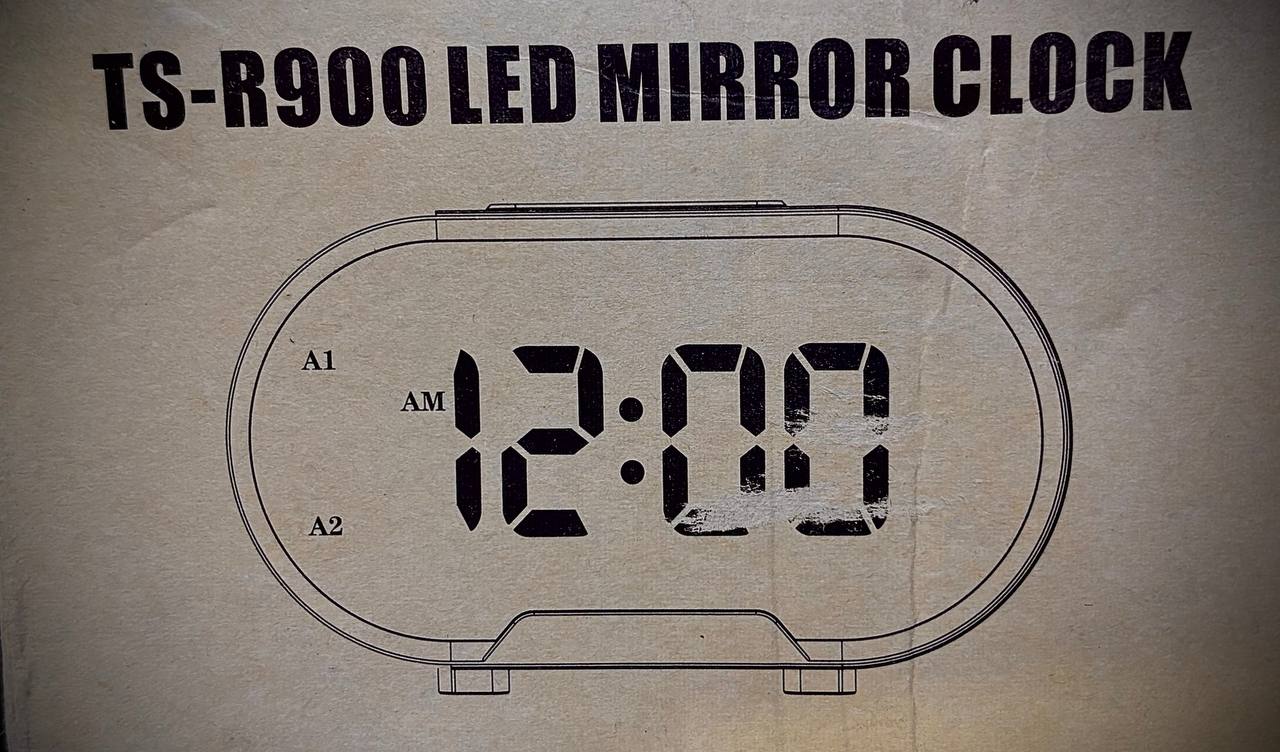 TS-R900 LED MIRROR CLOCK
A1
AM 12:00
A2